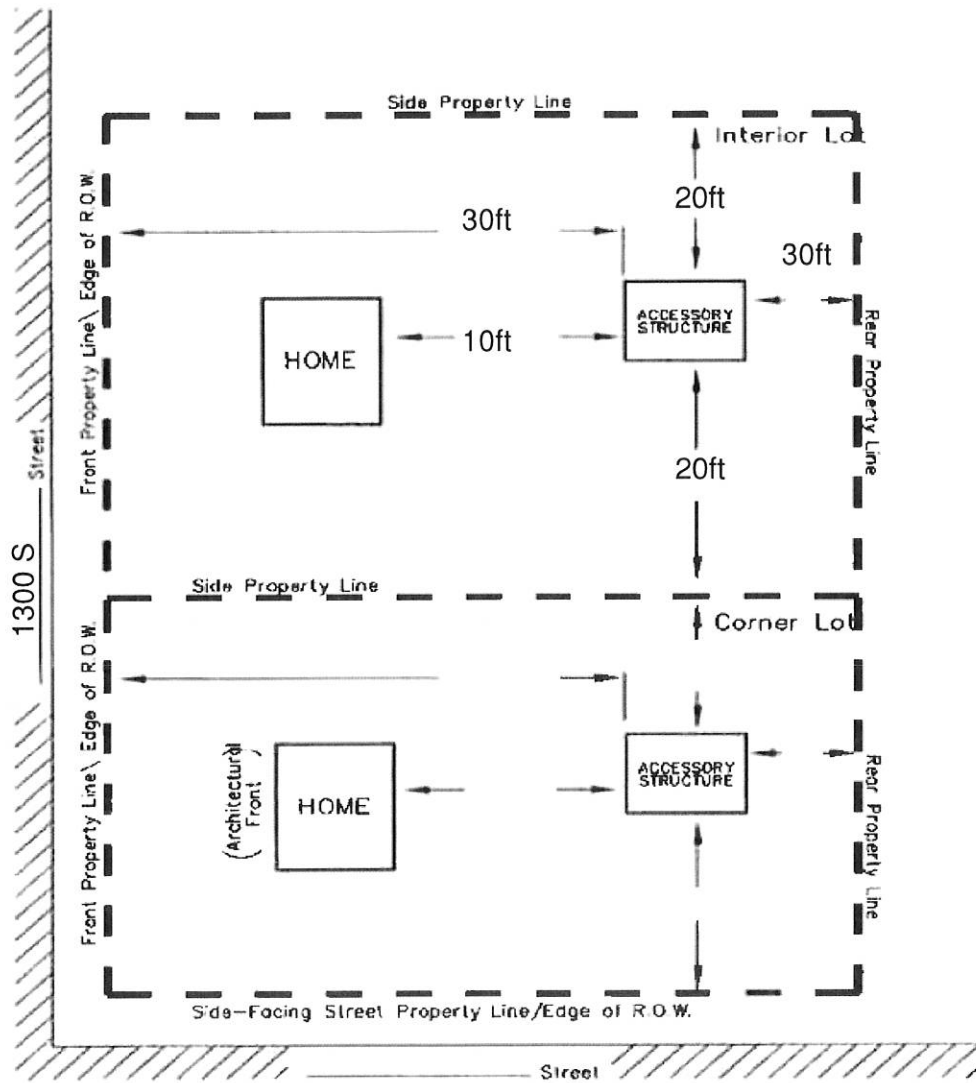 Side Property Line
Interior Lot
20ft
30ft
30ft
Front Property Line\ Edge of R.O.W.
ACCESSORY
STRUCTURE
HOME
10ft
Rear Property Line
Street
20ft
1300 S
Side Property Line
Corner Lot
Front Property Line\ Edge of R.O.W.
(Architectural
Front)
HOME
ACCESSORY
STRUCTURE
Rear Property Line
Side-Facing Street Property Line/Edge of R.O.W.
Street